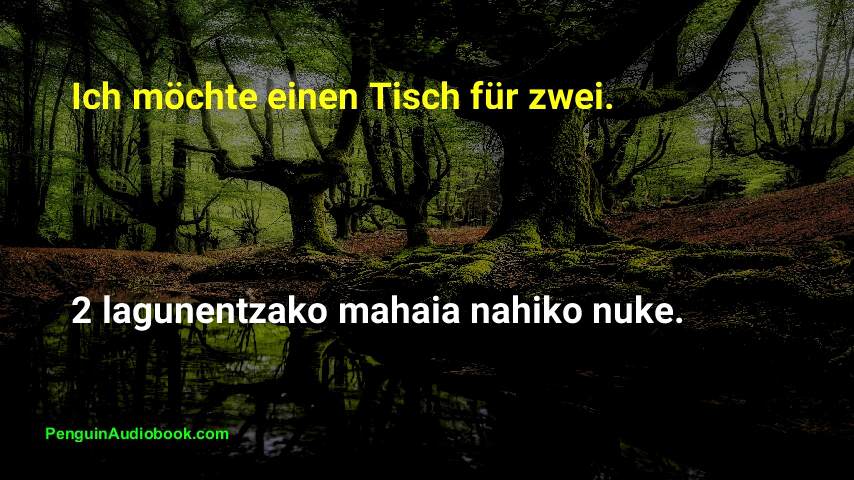 Ich möchte einen Tisch für zwei.
2 lagunentzako mahaia nahiko nuke.
PenguinAudiobook.com